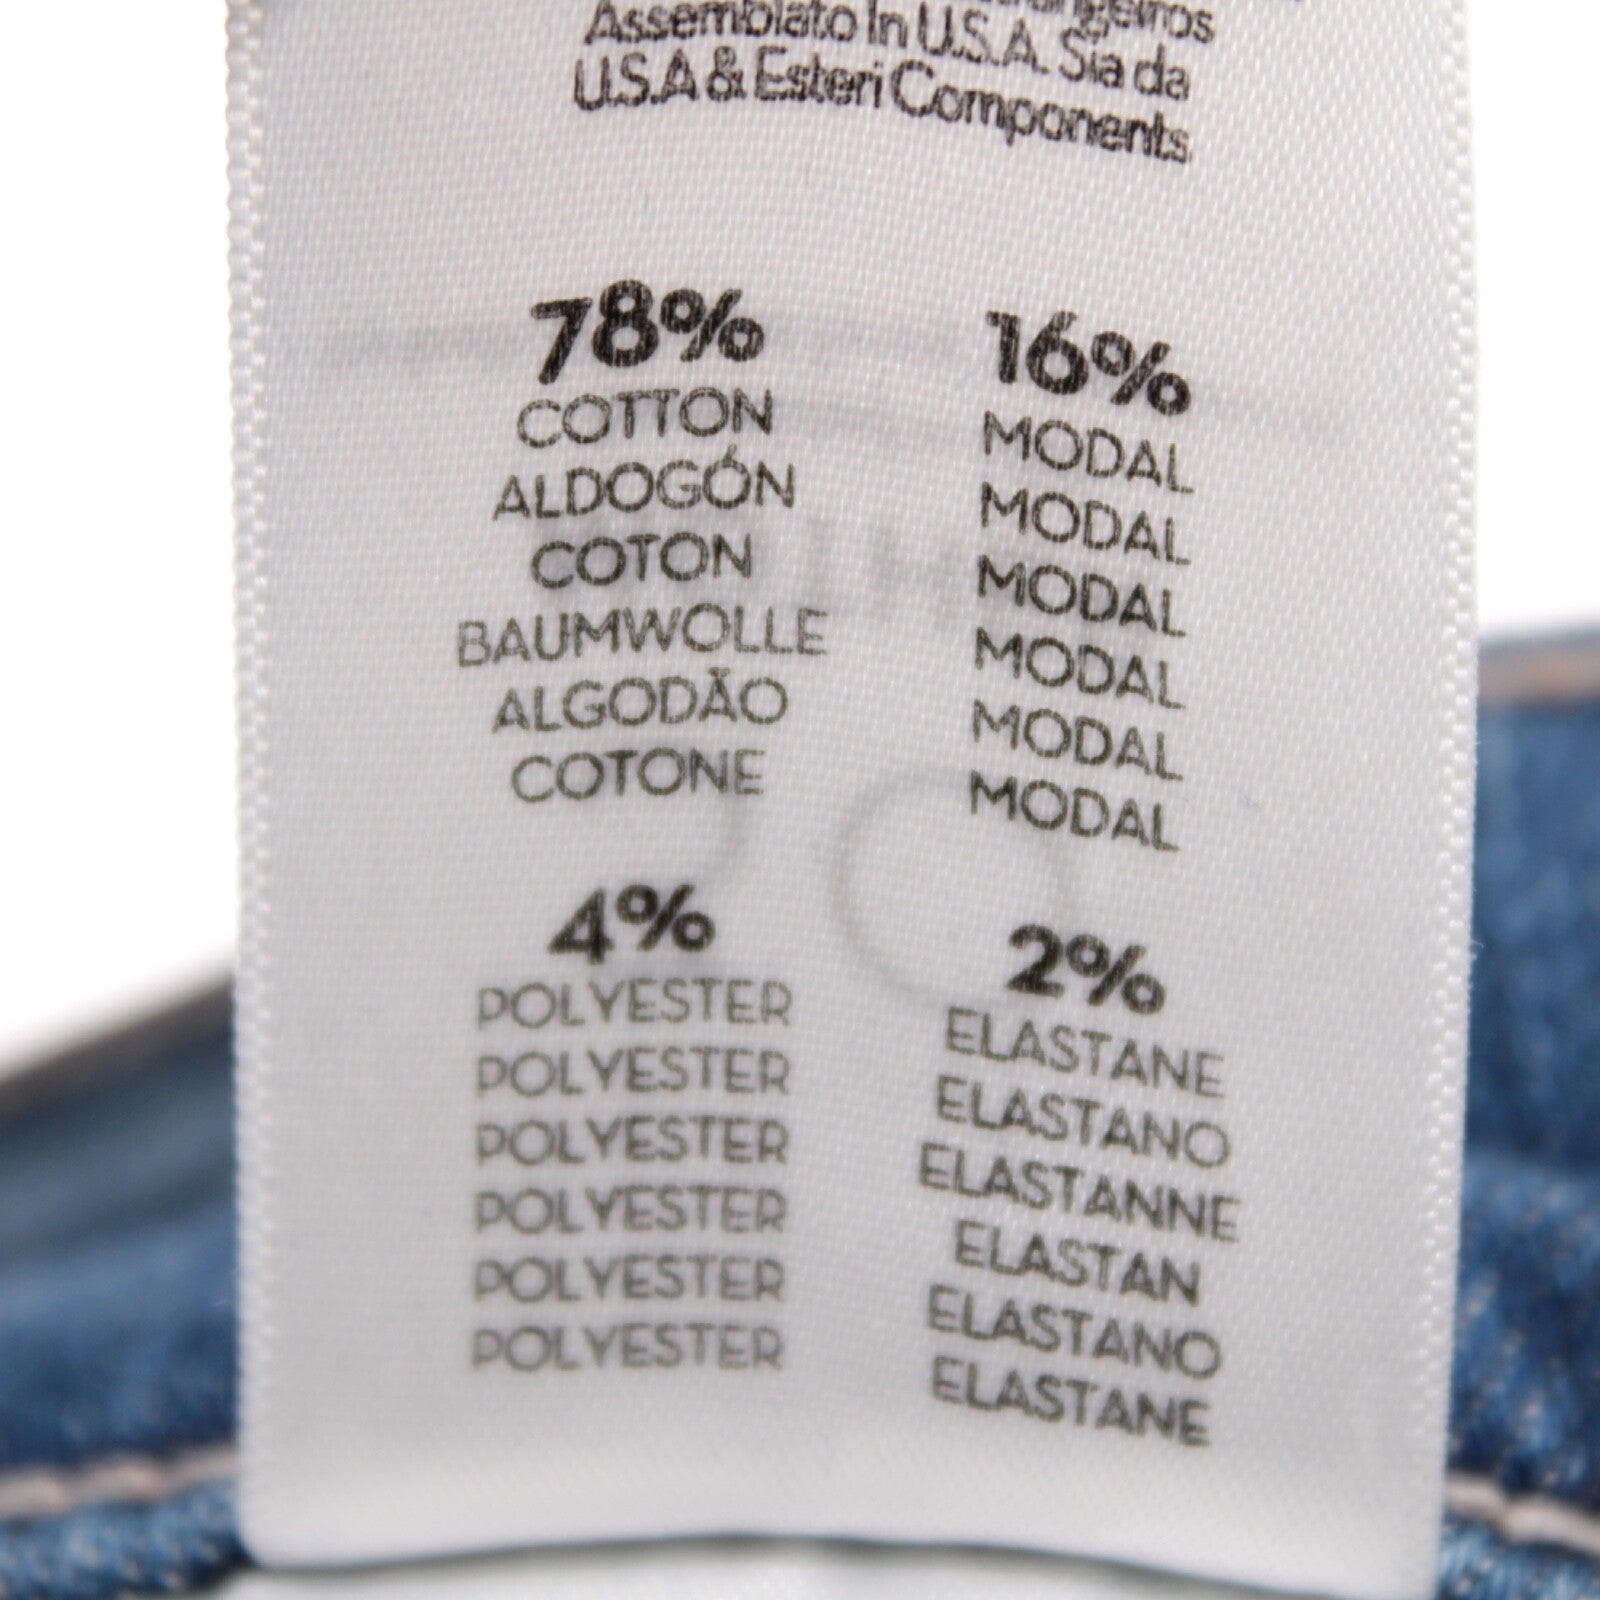 Assemblato In U.S.A. Sia da
U.S.A & Esteri Components
78%
COTTON
ALDOGÓN
COTON
BAUMWOLLE
ALGODÃO
COTONE
16%
MODAL
MODAL
MODAL
MODAL
MODAL
MODAL
4%
POLYESTER
POLYESTER
POLYESTER
POLYESTER
POLYESTER
POLYESTER
2%
ELASTANE
ELASTANO
ELASTANNE
ELASTAN
ELASTANO
ELASTANE